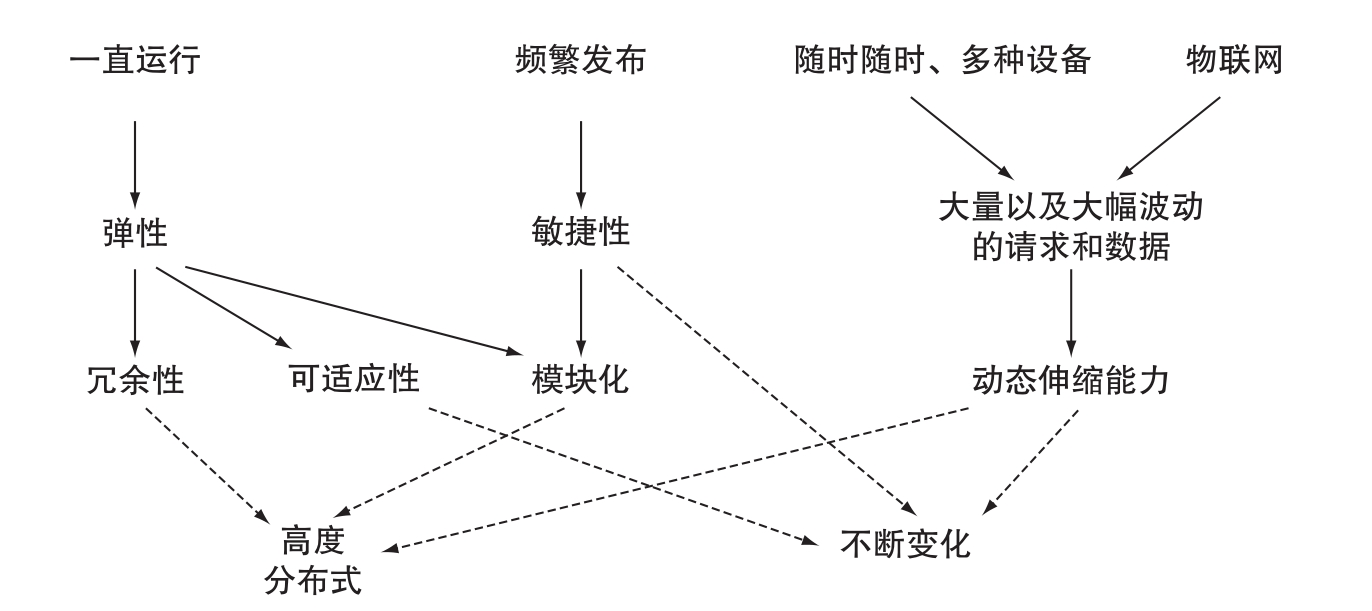 一直运行
频繁发布
随时随时、多种设备
物联网
弹性
敏捷性
大量以及大幅波动
的请求和数据
冗余性
可适应性
模块化
动态伸缩能力
高度
分布式
不断变化